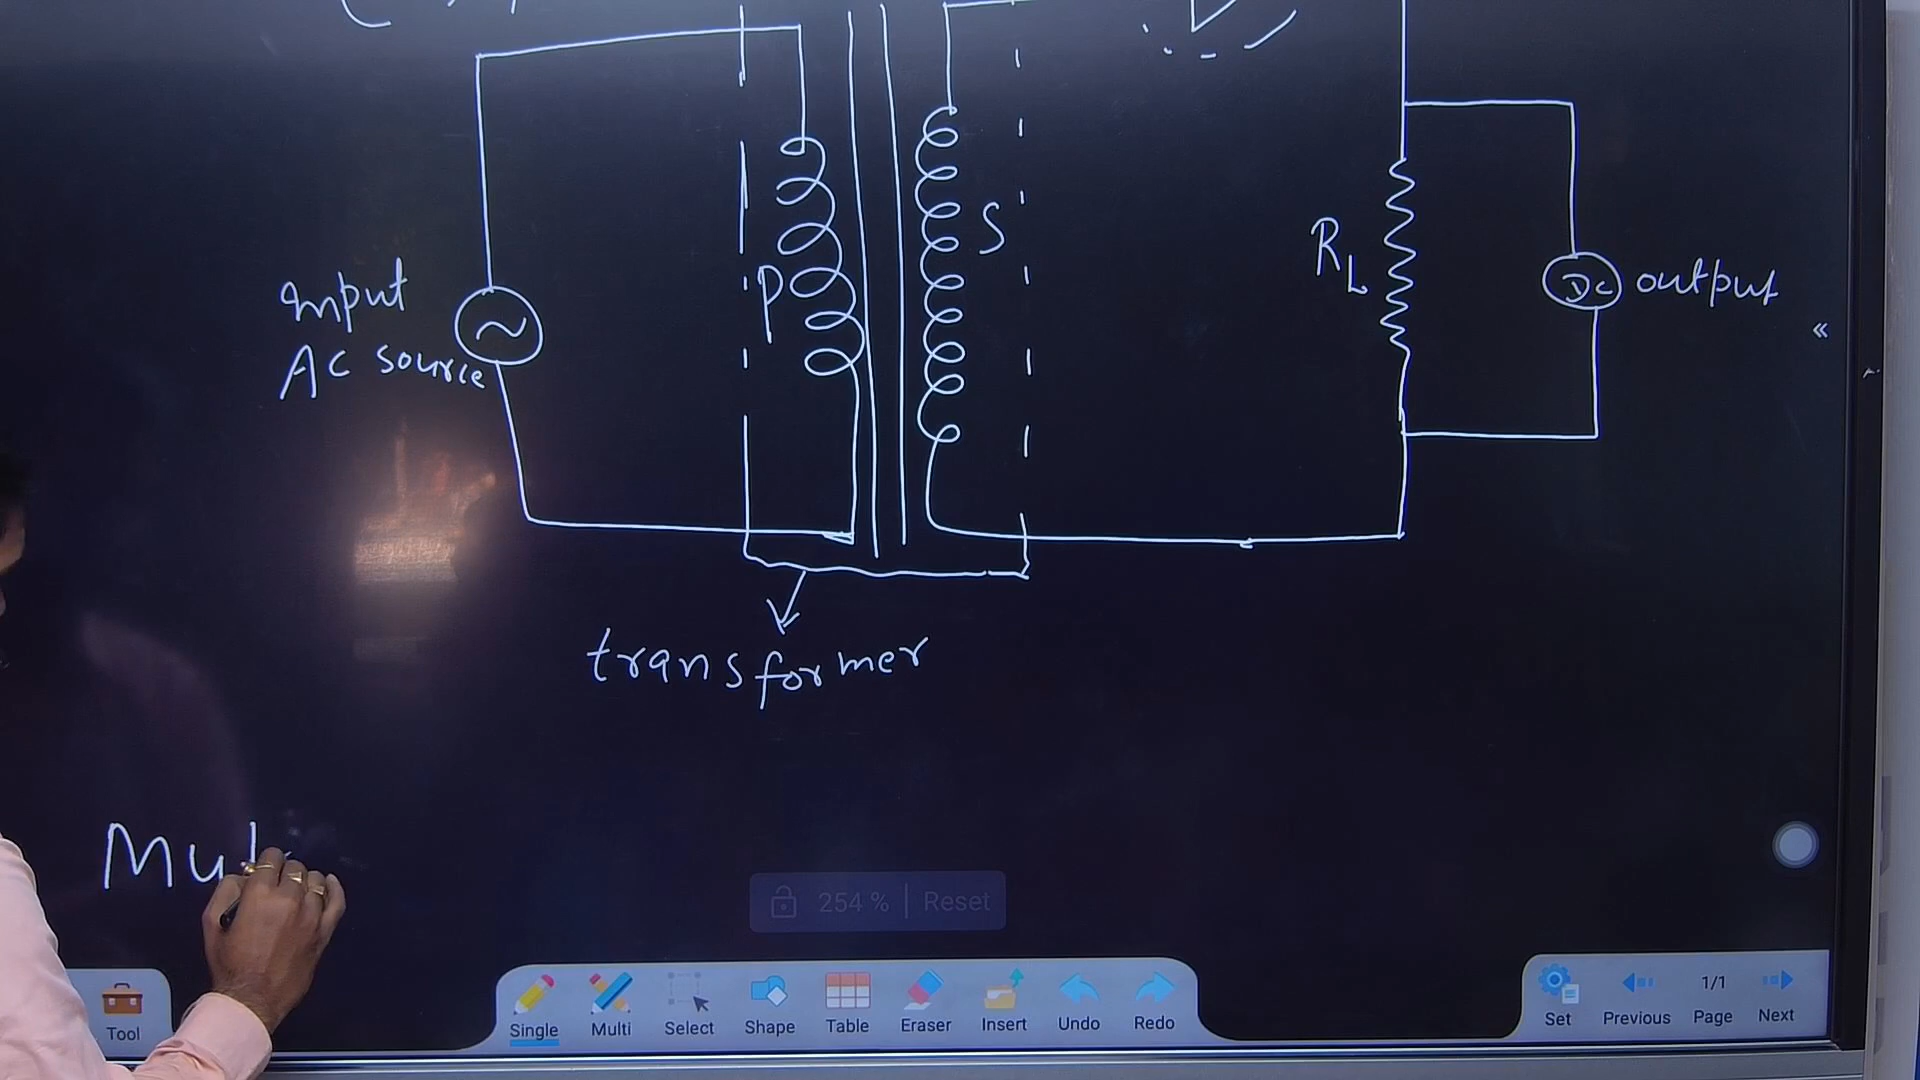 Input
AC source
P
S
RL
DC output
transformer
Mul
254 % | Reset
Tool
Single
Multi
Select
Shape
Table
Eraser
Insert
Undo
Redo
Set
Previous
1/1
Page
Next